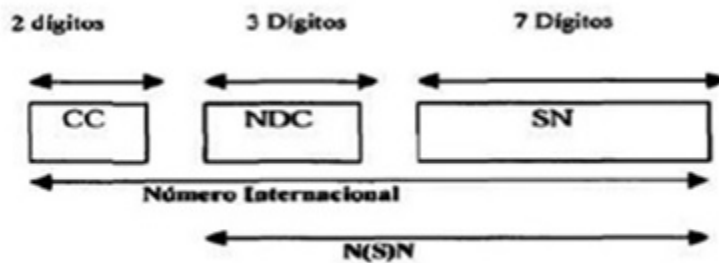 2 dígitos 3 Dígitos 7 Dígitos
CC NDC SN
Número Internacional
N(S)N